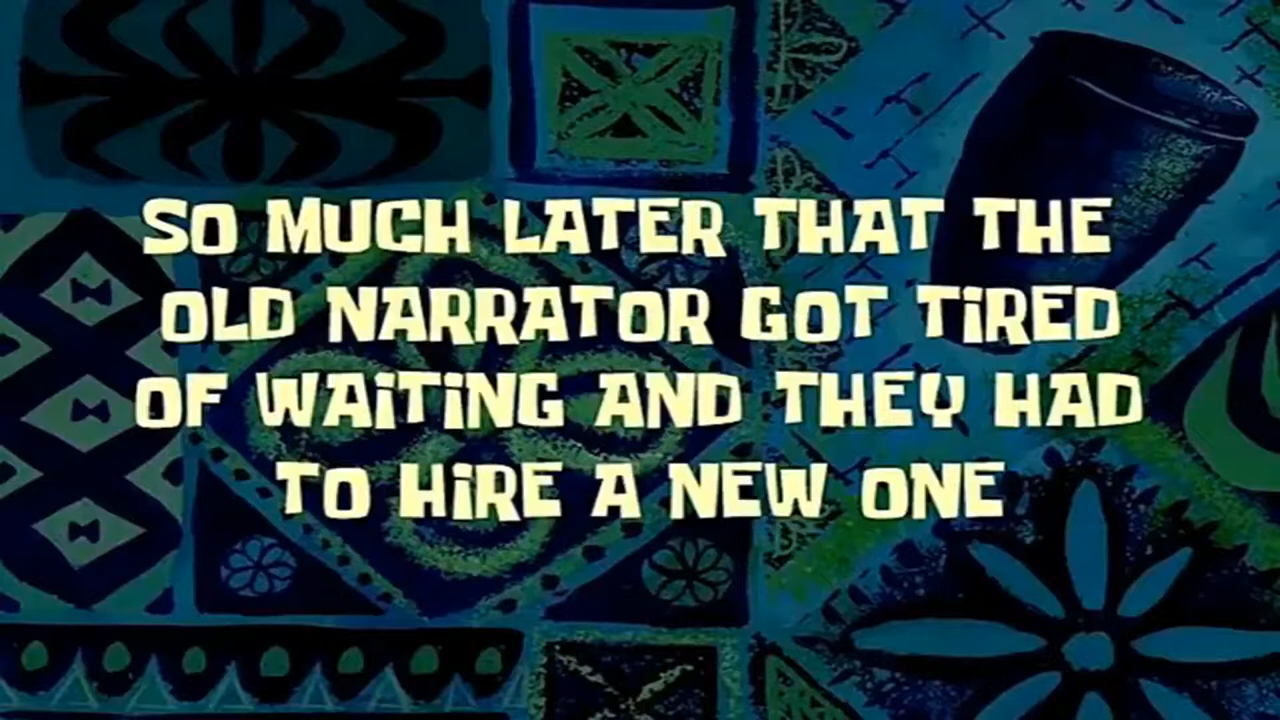 SO MUCH LATER THAT THE
OLD NARRATOR GOT TiRED
OF WAiTiNG AND THEY HAD
TO HiRE A NEW ONE